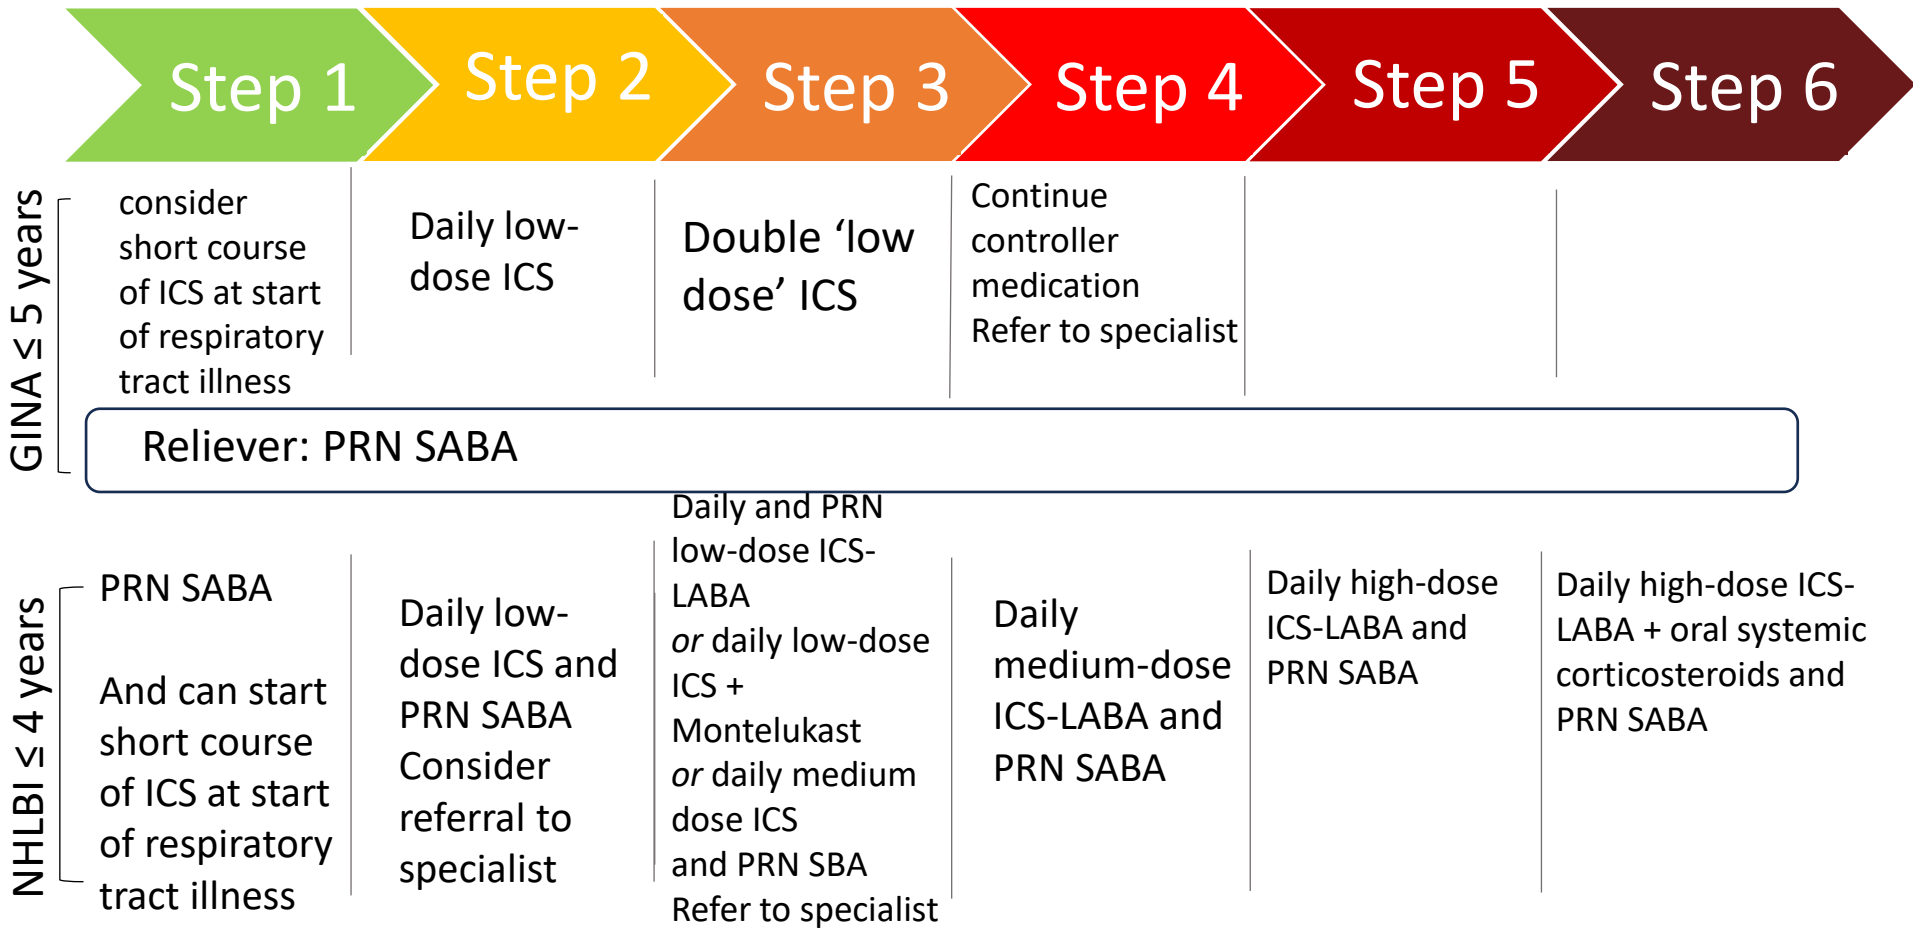 Step 1
Step 2
Step 3
Step 4
Step 5
Step 6
GINA ≤ 5 years
consider
short course
of ICS at start
of respiratory
tract illness
Daily low-
dose ICS
Double ‘low
dose’ ICS
Continue
controller
medication
Refer to specialist
Reliever: PRN SABA
NHLBI ≤ 4 years
PRN SABA
And can start
short course
of ICS at start
of respiratory
tract illness
Daily low-
dose ICS and
PRN SABA
Consider
referral to
specialist
Daily and PRN
low-dose ICS-
LABA
or daily low-dose
ICS +
Montelukast
or daily medium
dose ICS
and PRN SBA
Refer to specialist
Daily
medium-dose
ICS-LABA and
PRN SABA
Daily high-dose
ICS-LABA and
PRN SABA
Daily high-dose ICS-
LABA + oral systemic
corticosteroids and
PRN SABA